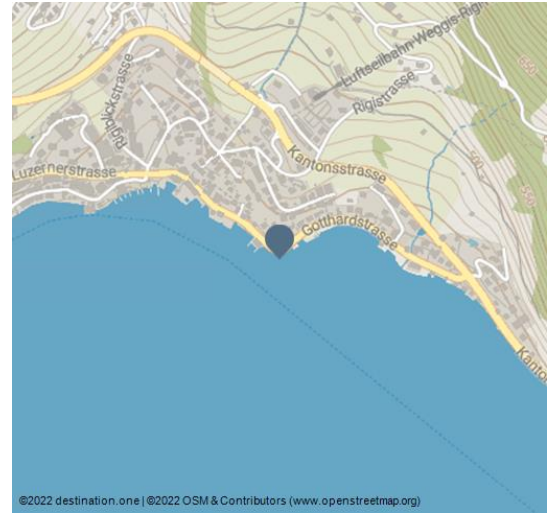 Luftseilbahn Weggis-Rigi
650
Rigiblickstrasse
Rigistrasse
Luzernerstrasse
Kantonsstrasse
500
550
Gotthardstrasse
©2022 destination.one | ©2022 OSM & Contributors (www.openstreetmap.org)